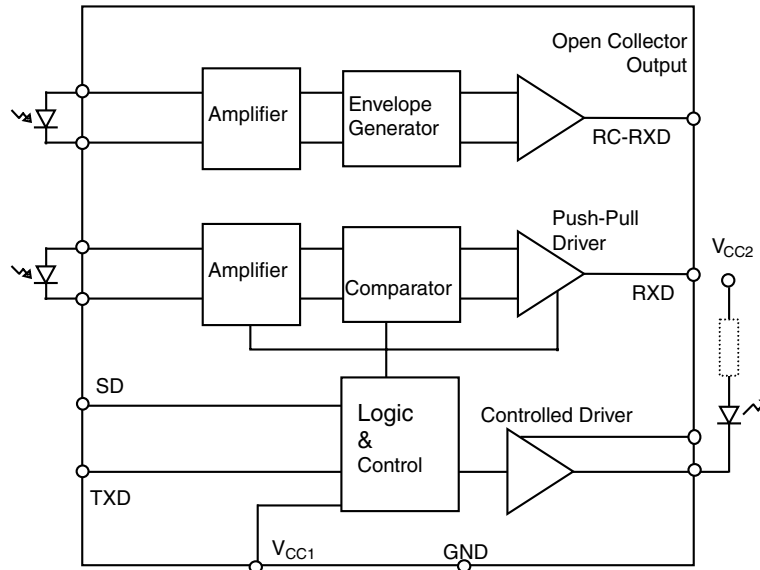 Open Collector
Output
Amplifier
Envelope
Generator
RC-RXD
Push-Pull
Driver
VCC2
Amplifier
Comparator
RXD
SD
Logic
&
Control
Controlled Driver
TXD
VCC1
GND